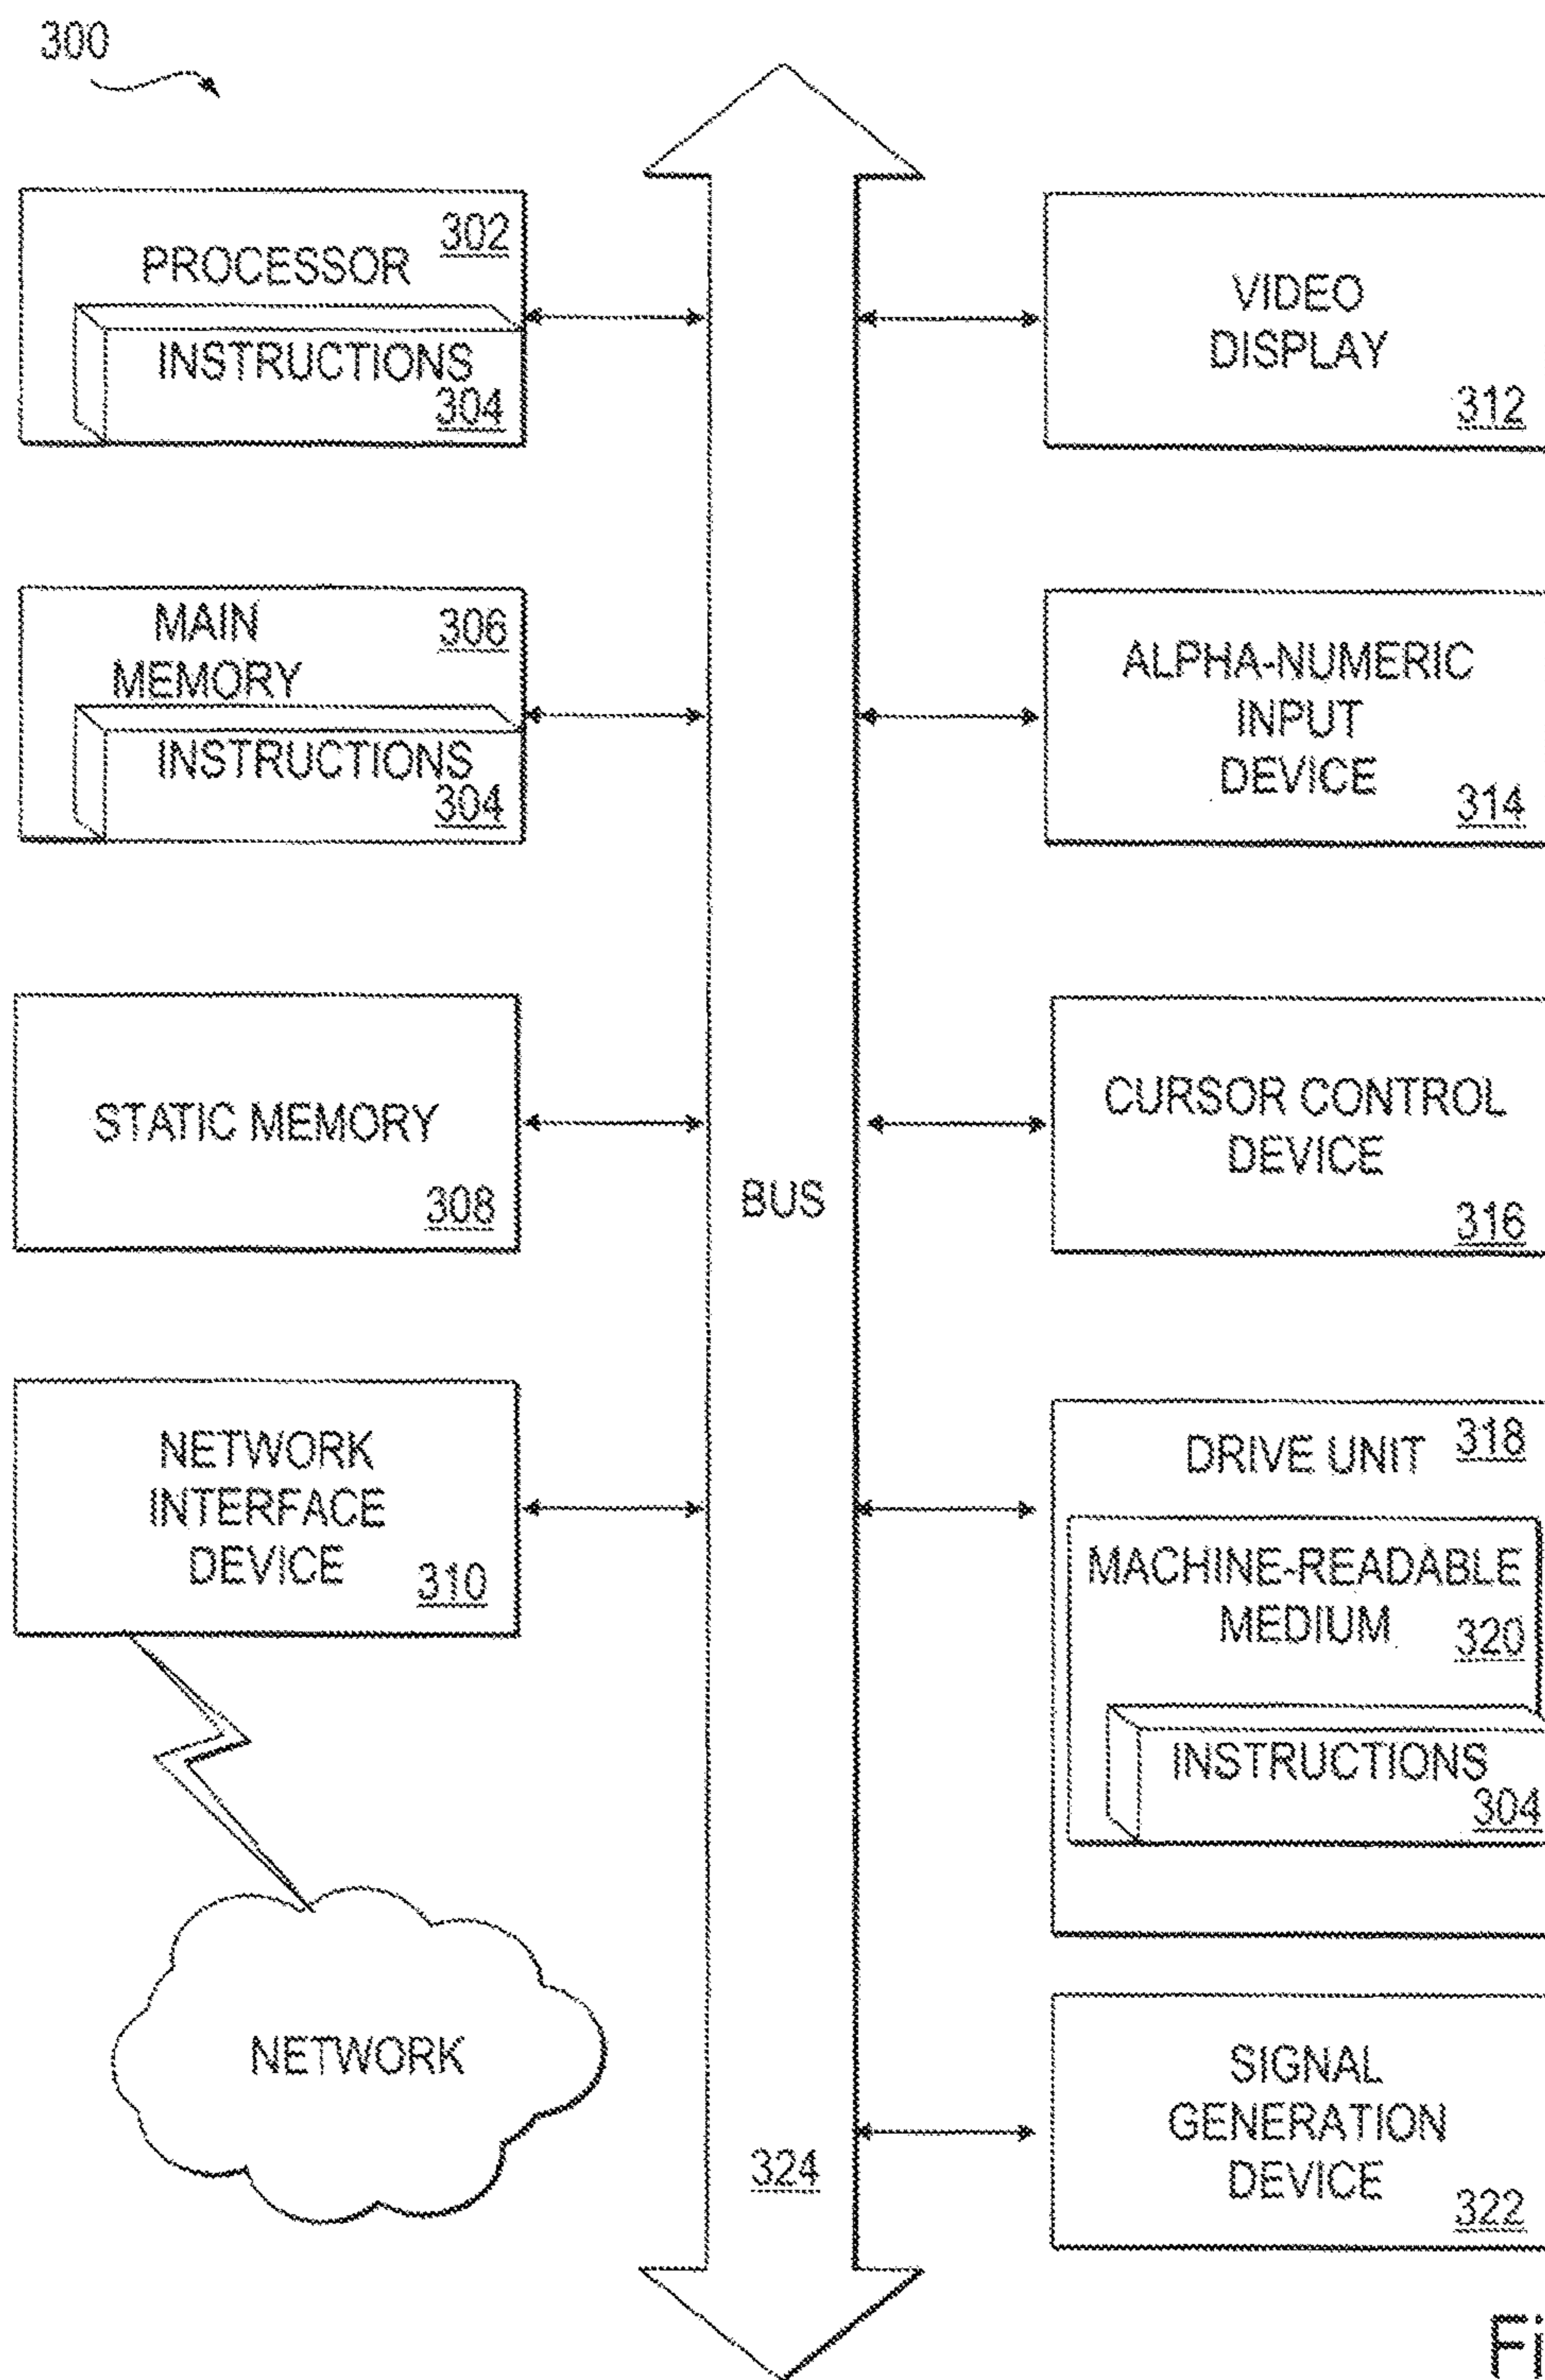 300
302
PROCESSOR
INSTRUCTIONS
304
VIDEO
DISPLAY
312
MAIN
306
MEMORY
INSTRUCTIONS
304
ALPHA-NUMERIC
INPUT
DEVICE
314
STATIC MEMORY
308
BUS
CURSOR CONTROL
DEVICE
316
NETWORK
INTERFACE
DEVICE
310
DRIVE UNIT
318
MACHINE-READABLE
MEDIUM
320
INSTRUCTIONS
304
NETWORK
324
SIGNAL
GENERATION
DEVICE
322
Fi